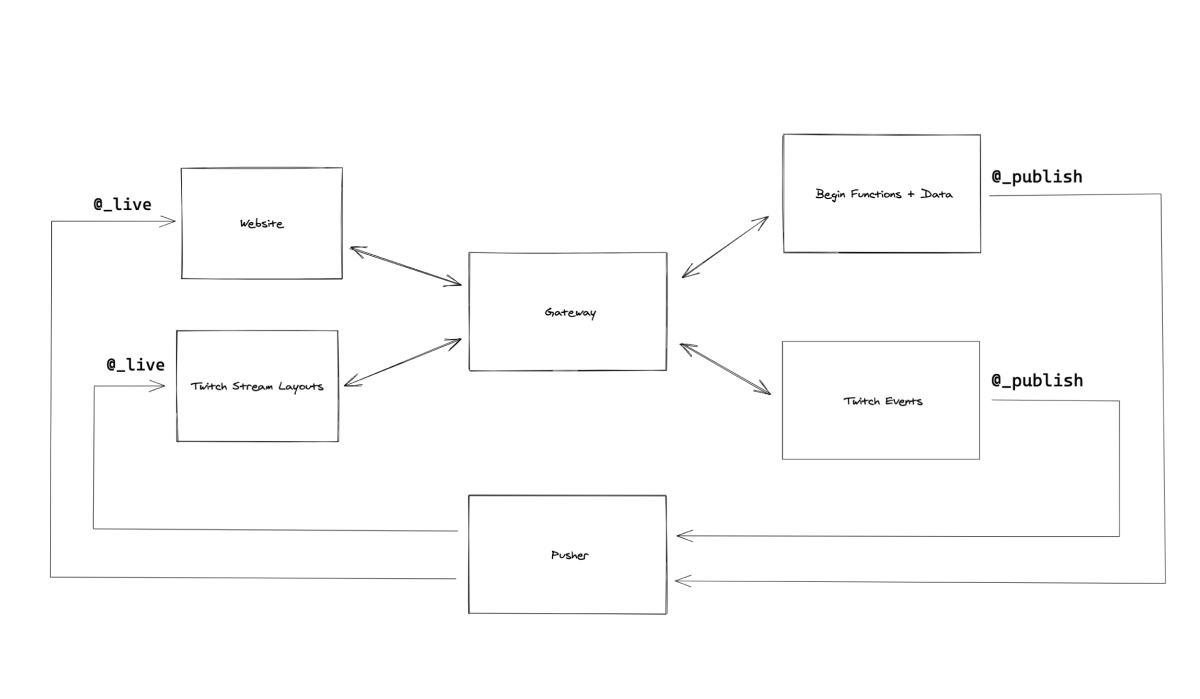 @_live
Website
@_live
Twitch Stream Layouts
Gateway
Begin Functions + Data
@_publish
Twitch Events
@_publish
Pusher